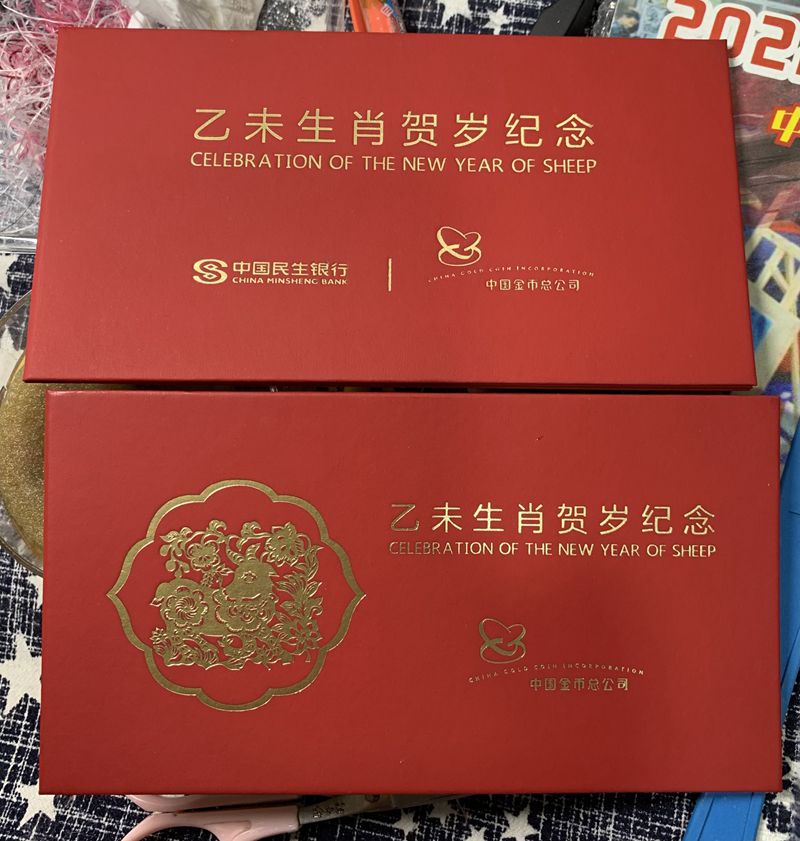 乙未生肖贺岁纪念
CELEBRATION OF THE NEW YEAR OF SHEEP
中国民生银行
CHINA MINSHENG BANK
CHINA GOLD COIN INCORPORATION
中国金币总公司
乙未生肖贺岁纪念
CELEBRATION OF THE NEW YEAR OF SHEEP
CHINA GOLD COIN INCORPORATION
中国金币总公司
202